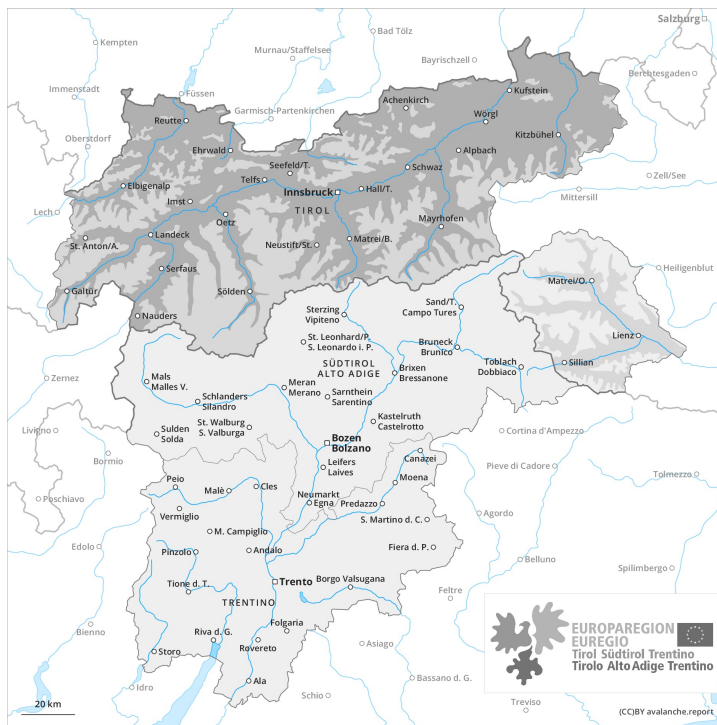 Salzburg
Kempten
Bad Tölz
Murnau/Staffelsee
Bayrischzell
Berchtesgaden
Immenstadt
Füssen
Garmisch-Partenkirchen
Achenkirch
Kufstein
Reutte
Wörgl
Oberstdorf
Ehrwald
Kitzbühel
Alpbach
Seefeld/T.
Schwaz
Telfs
Zell/See
Elbigenalp
Innsbruck
Hall/T.
Mittersill
Imst
TIROL
Lech
Oetz
Mayrhofen
St. Anton/A.
Landeck
Neustift/St.
Matrei/B.
Serfaus
Heiligenblut
Galtür
Sölden
Matrei/O.
Nauders
Sterzing
Vipiteno
Sand/T.
Campo Tures
Lienz
St. Leonhard/P.
S. Leonardo i. P.
Bruneck
Brunico
SÜDTIROL
ALTO ADIGE
Toblach
Dobbiaco
Sillian
Brixen
Bressanone
Zernez
Mals
Malles V.
Meran
Merano
Schlanders
Silandro
Sarnthein
Sarentino
St. Walburg
S. Valburga
Kastelruth
Castelrotto
Livigno
Sulden
Solda
Bozen
Bolzano
Cortina d'Ampezzo
Bormio
Canazei
Leifers
Laives
Pieve di Cadore
Tolmezzo
Moena
Peio
Malè
Cles
Neumarkt
Egna
Predazzo
Poschiavo
Vermiglio
S. Martino d. C.
Agordo
M. Campiglio
Edolo
Pinzolo
Andalo
Fiera d. P.
Belluno
Spilimbergo
Tione d. T.
Trento
Borgo Valsugana
Feltre
TRENTINO
Folgaria
Bienno
Riva d. G.
Rovereto
Asiago
Storo
Ala
Idro
Schio
Bassano d. G.
Treviso
EUROPAREGION
EUREGIO
Tirol Südtirol Trentino
Tirolo Alto Adige Trentino
20 km
(CC)BY avalanche.report